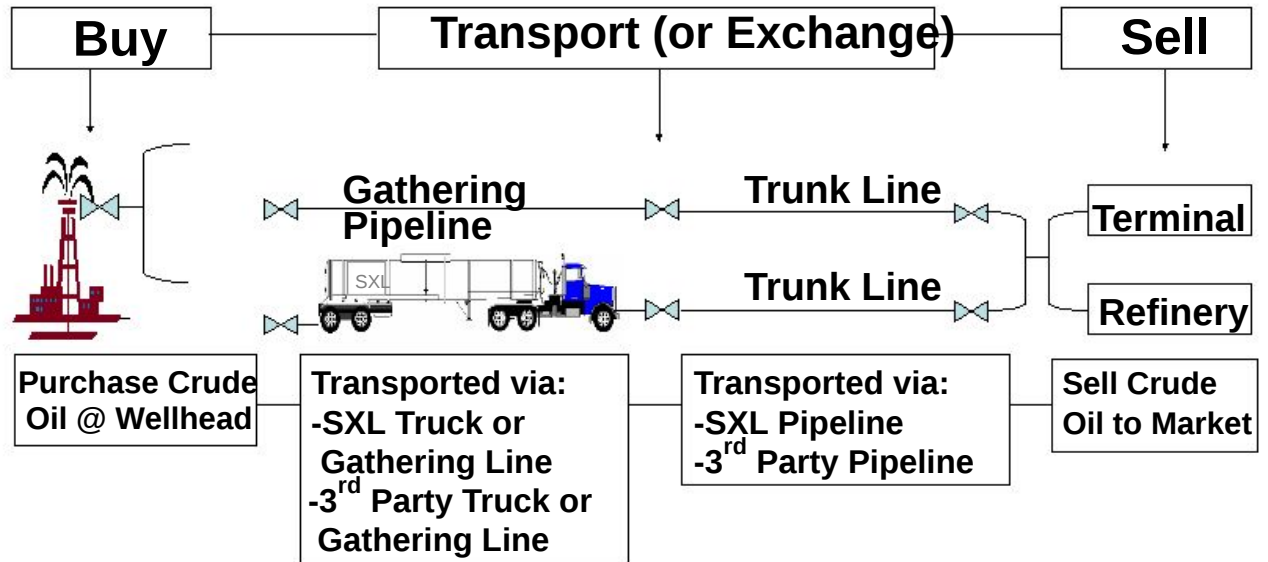 Buy
Transport (or Exchange)
Sell
Gathering
Pipeline
Trunk Line
Terminal
SXL
Trunk Line
Refinery
Purchase Crude
Oil @ Wellhead
Transported via:
-SXL Truck or
Gathering Line
-3rd Party Truck or
Gathering Line
Transported via:
-SXL Pipeline
-3rd Party Pipeline
Sell Crude
Oil to Market